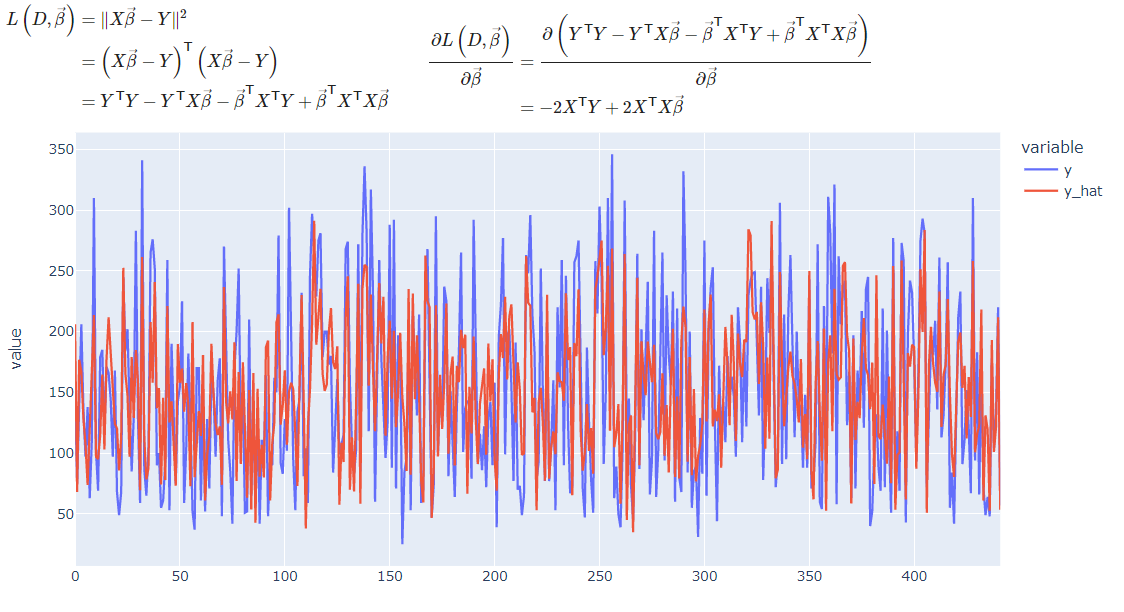 L(D, β⃗) = ||Xβ⃗ − Y||²
= (Xβ⃗ − Y)ᵀ (Xβ⃗ − Y)
= YᵀY − YᵀXβ⃗ − β⃗ᵀXᵀY + β⃗ᵀXᵀXβ⃗
∂L(D, β⃗) / ∂β⃗ = ∂(YᵀY − YᵀXβ⃗ − β⃗ᵀXᵀY + β⃗ᵀXᵀXβ⃗) / ∂β⃗
= −2XᵀY + 2XᵀXβ⃗
variable
y
y_hat
value
350
300
250
200
150
100
50
0 50 100 150 200 250 300 350 400